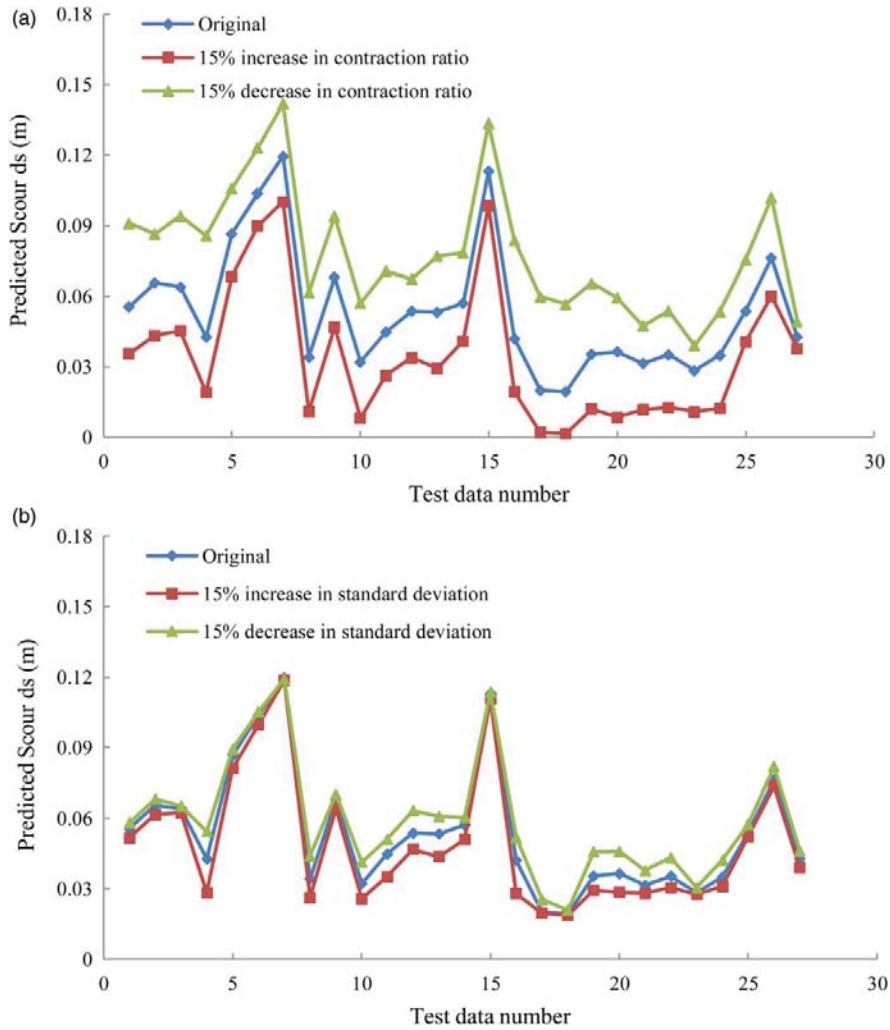 (a)
0.18
0.15
0.12
0.09
0.06
0.03
0
Predicted Scour ds (m)
Original
15% increase in contraction ratio
15% decrease in contraction ratio
0 5 10 15 20 25 30
Test data number
(b)
0.18
0.15
0.12
0.09
0.06
0.03
0
Predicted Scour ds (m)
Original
15% increase in standard deviation
15% decrease in standard deviation
0 5 10 15 20 25 30
Test data number